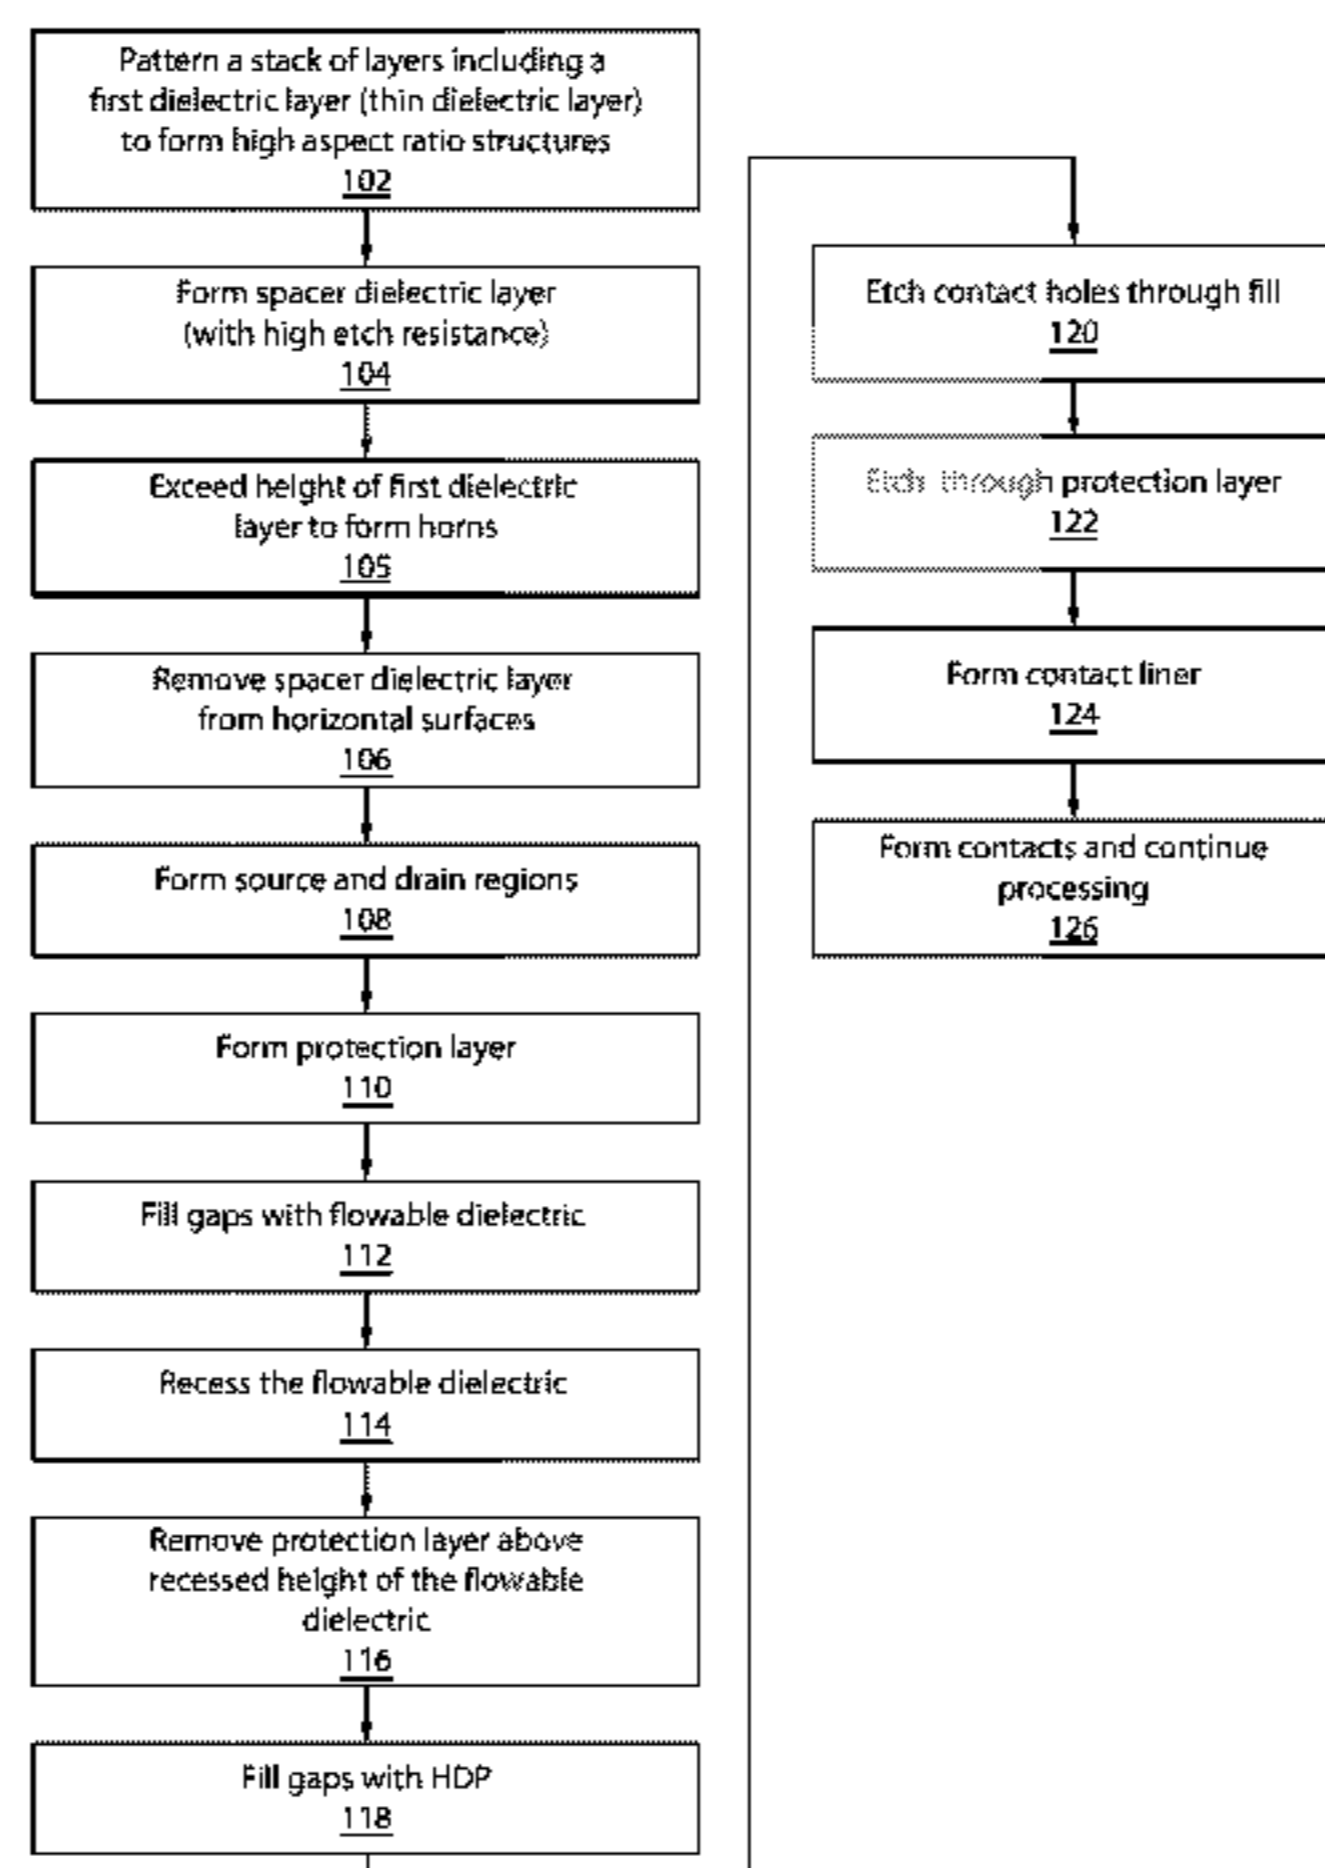 Pattern a stack of layers including a
first dielectric layer (thin dielectric layer)
to form high aspect ratio structures
102
Form spacer dielectric layer
(with high etch resistance)
104
Exceed height of first dielectric
layer to form horns
105
Remove spacer dielectric layer
from horizontal surfaces
106
Form source and drain regions
108
Form protection layer
110
Fill gaps with flowable dielectric
112
Recess the flowable dielectric
114
Remove protection layer above
recessed height of the flowable
dielectric
116
Fill gaps with HDP
118
Etch contact holes through fill
120
Etch through protection layer
122
Form contact liner
124
Form contacts and continue
processing
126